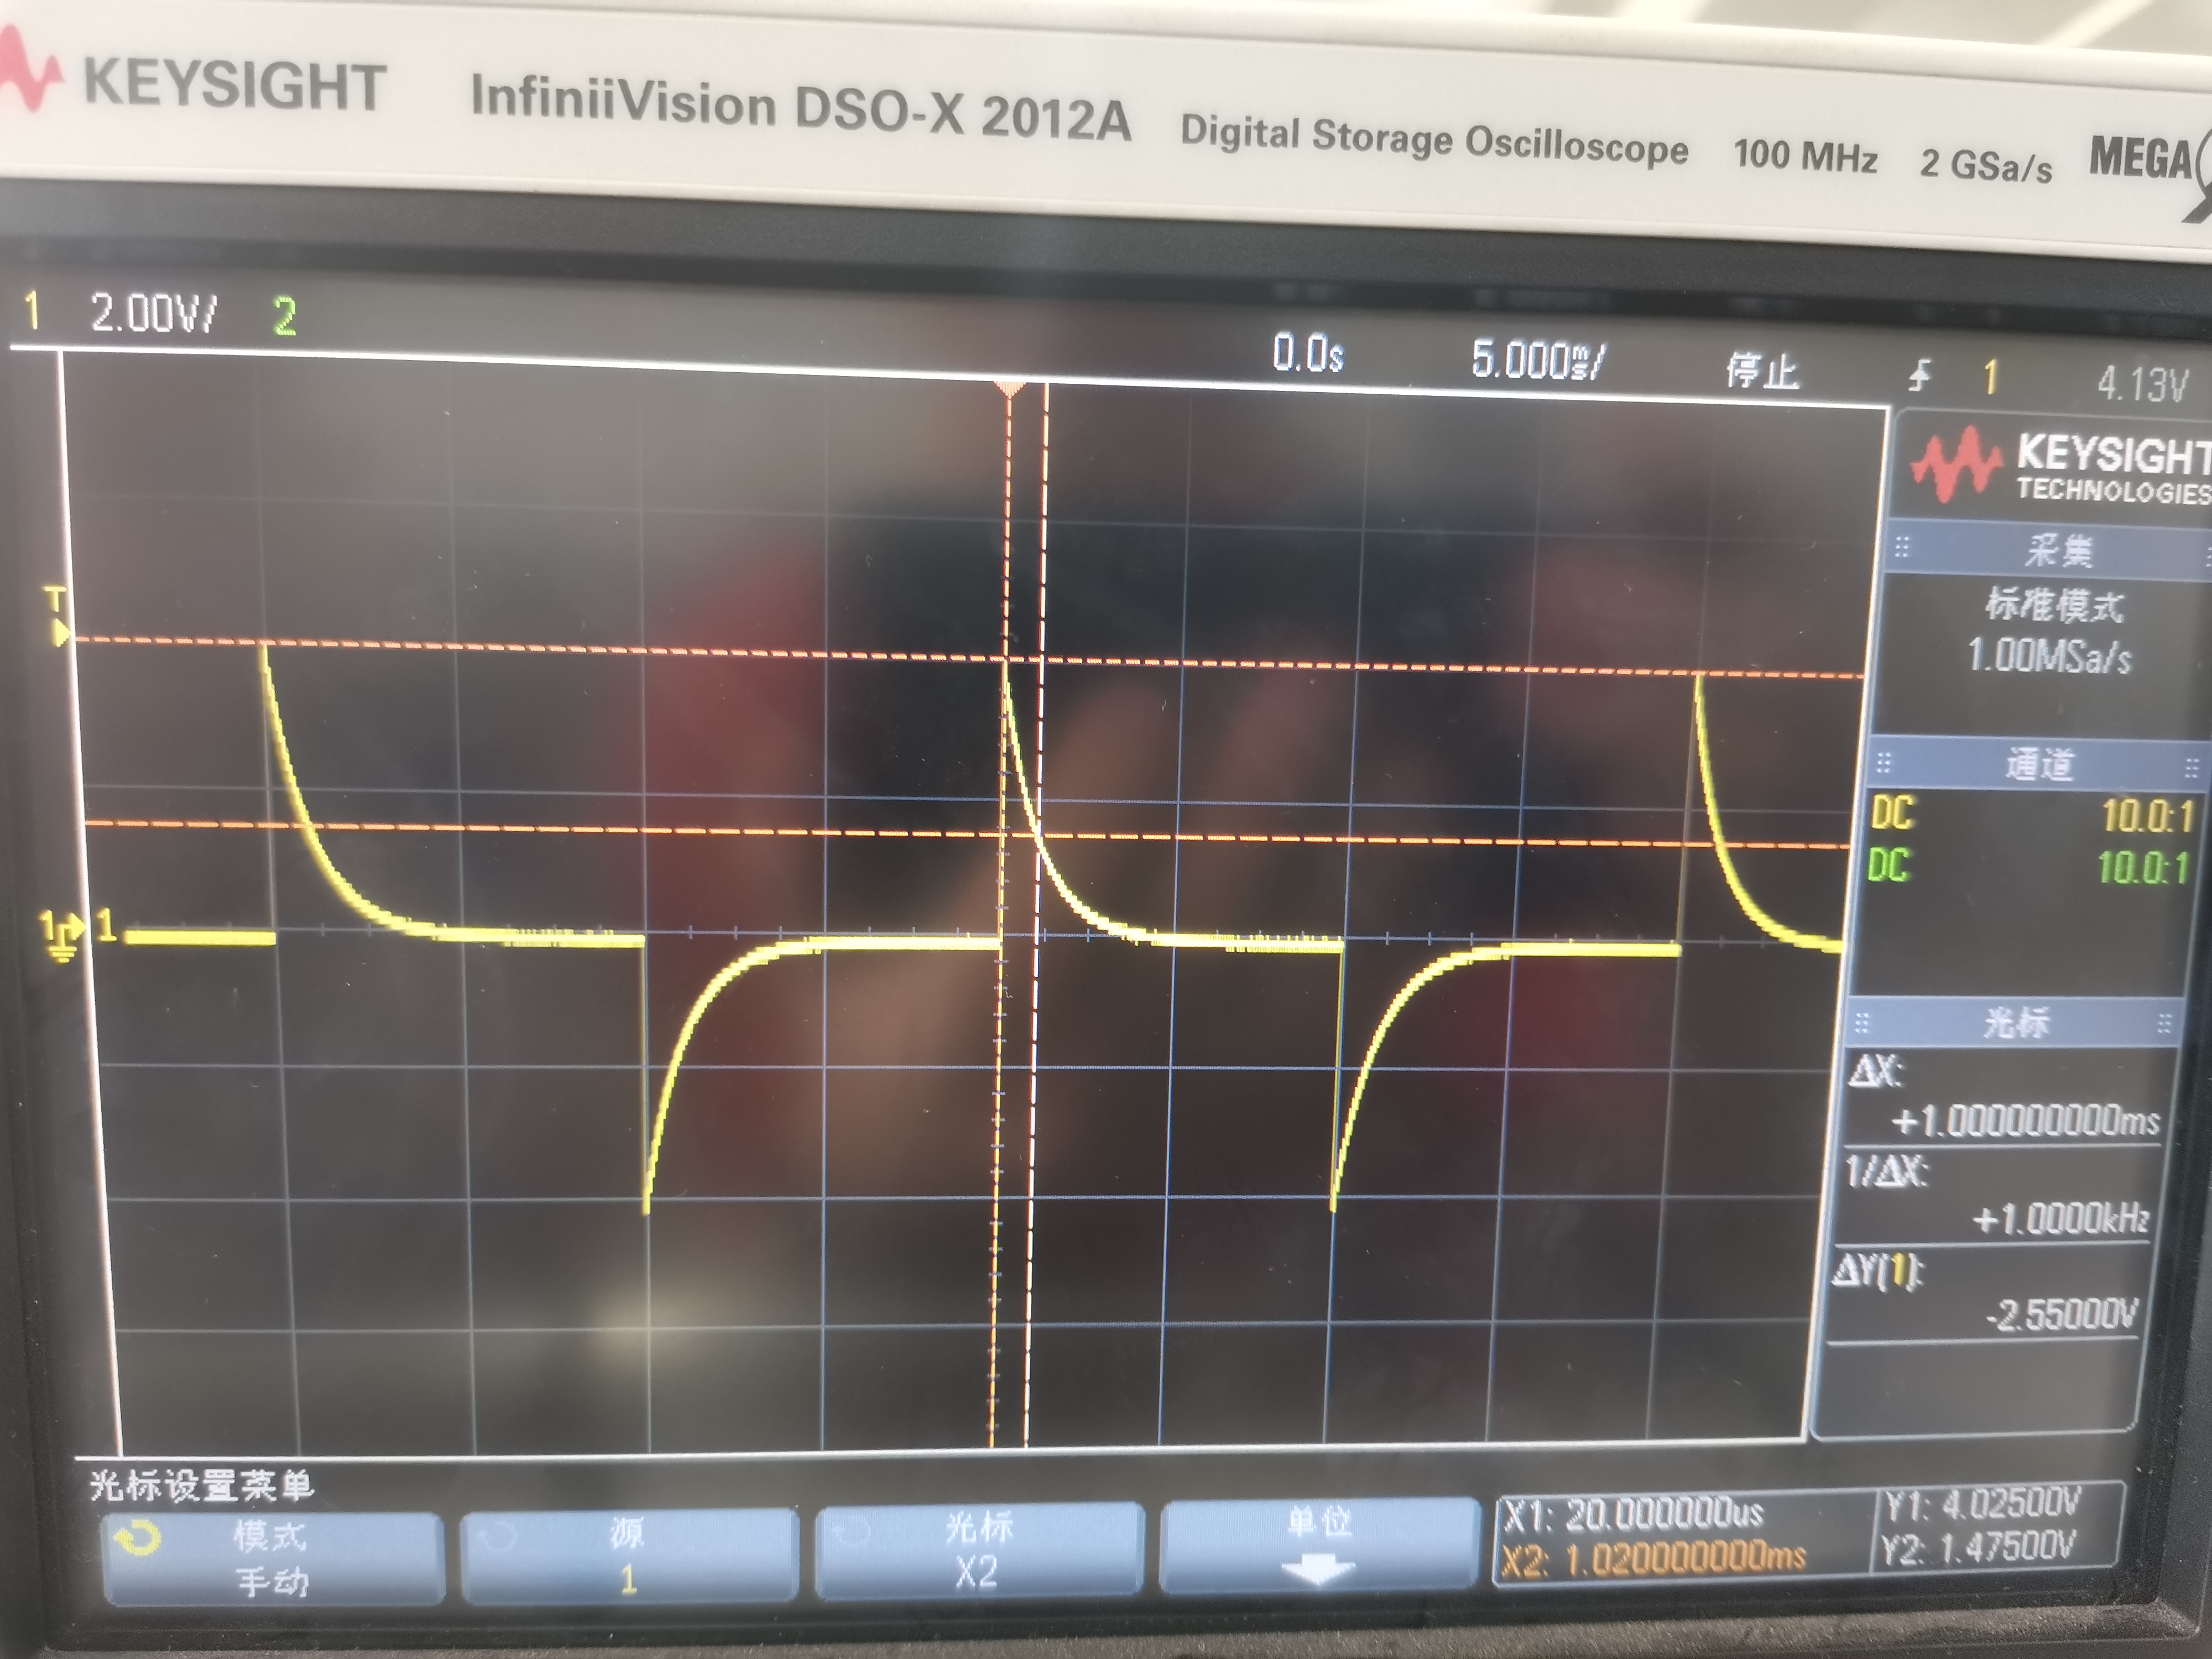 KEYSIGHT InfiniiVision DSO-X 2012A Digital Storage Oscilloscope 100 MHz 2 GSa/s MEGA
1 2.00V/ 2 0.0s 5.000ms/ 停止 1 4.13V
KEYSIGHT
TECHNOLOGIES
采集
标准模式
1.00MSa/s
T
通道
DC 10.0:1
DC 10.0:1
1 1
光标
ΔX:
+1.000000000ms
1/ΔX:
+1.0000kHz
ΔY(1):
-2.55000V
光标设置菜单
模式
手动
源
1
光标
X2
单位
X1: 20.000000us
X2: 1.020000000ms
Y1: 4.02500V
Y2: 1.47500V